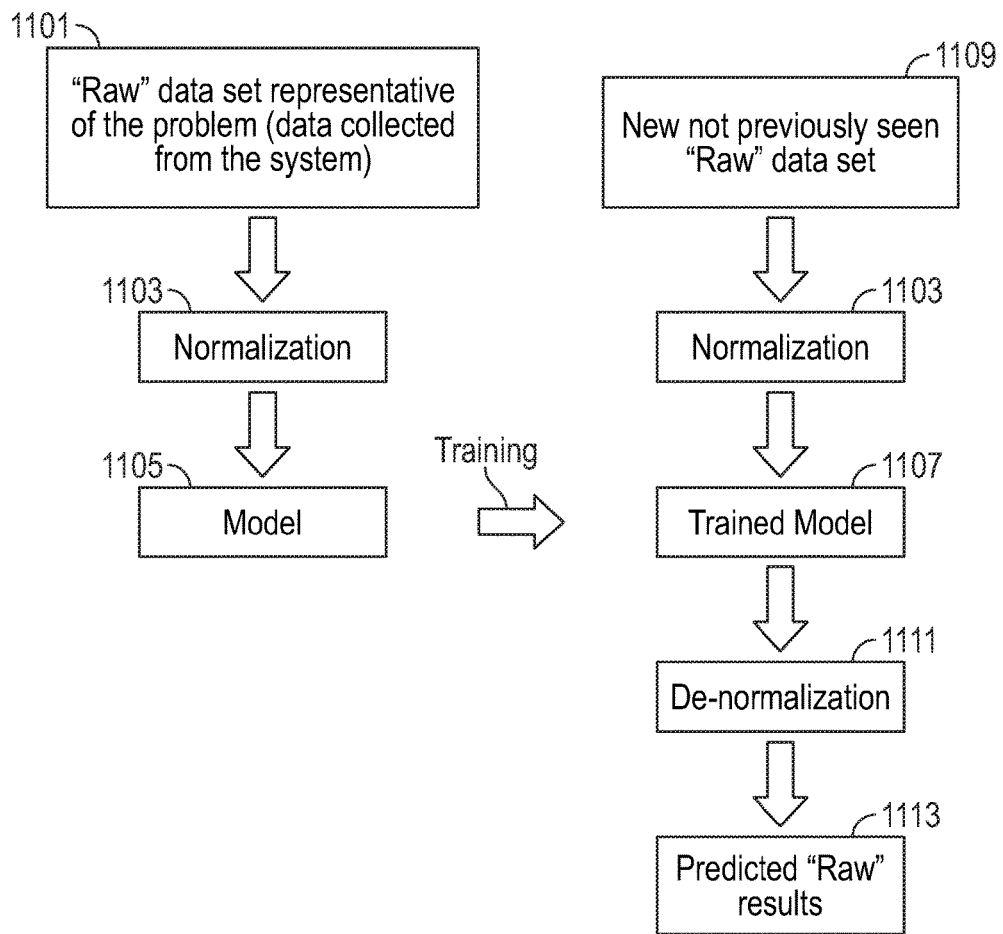 1101
“Raw” data set representative
of the problem (data collected
from the system)
1103
Normalization
1105
Model
Training
1109
New not previously seen
“Raw” data set
1103
Normalization
1107
Trained Model
1111
De-normalization
1113
Predicted “Raw”
results